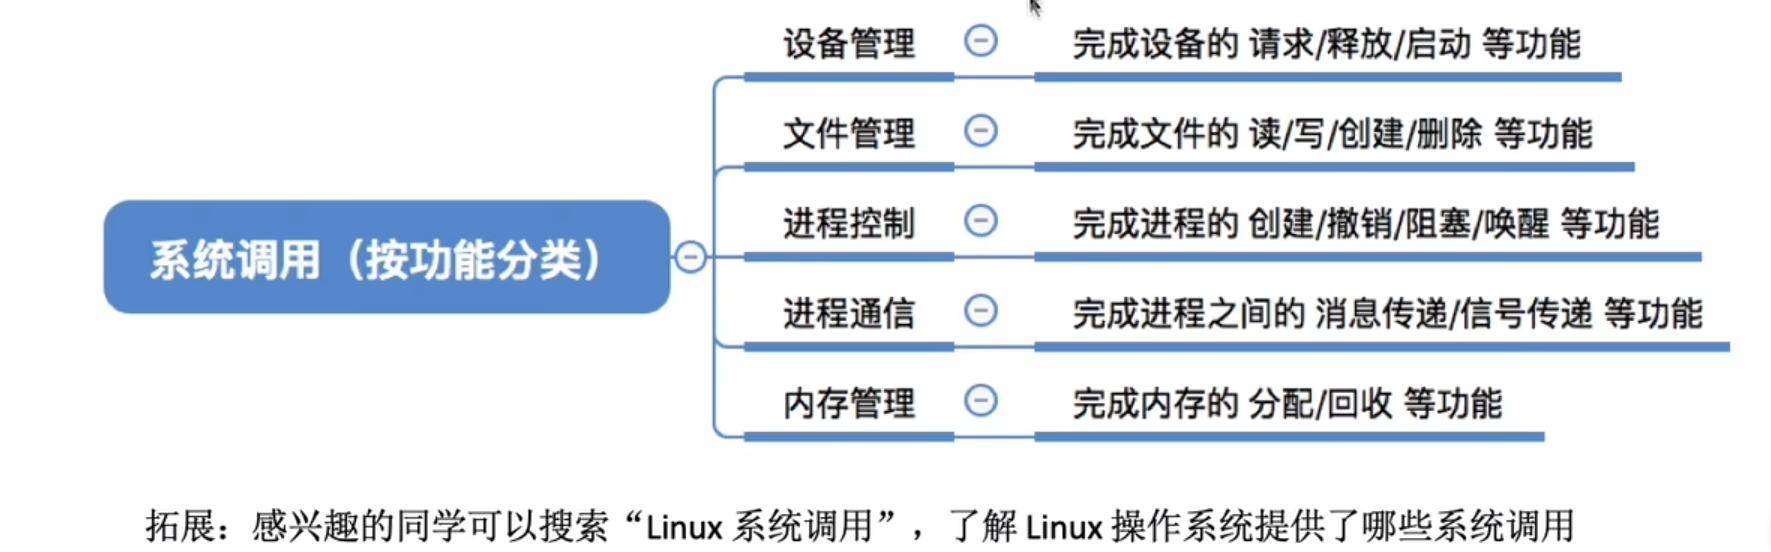 系统调用（按功能分类）
设备管理 完成设备的 请求/释放/启动 等功能
文件管理 完成文件的 读/写/创建/删除 等功能
进程控制 完成进程的 创建/撤销/阻塞/唤醒 等功能
进程通信 完成进程之间的 消息传递/信号传递 等功能
内存管理 完成内存的 分配/回收 等功能
拓展：感兴趣的同学可以搜索“Linux 系统调用”，了解 Linux 操作系统提供了哪些系统调用